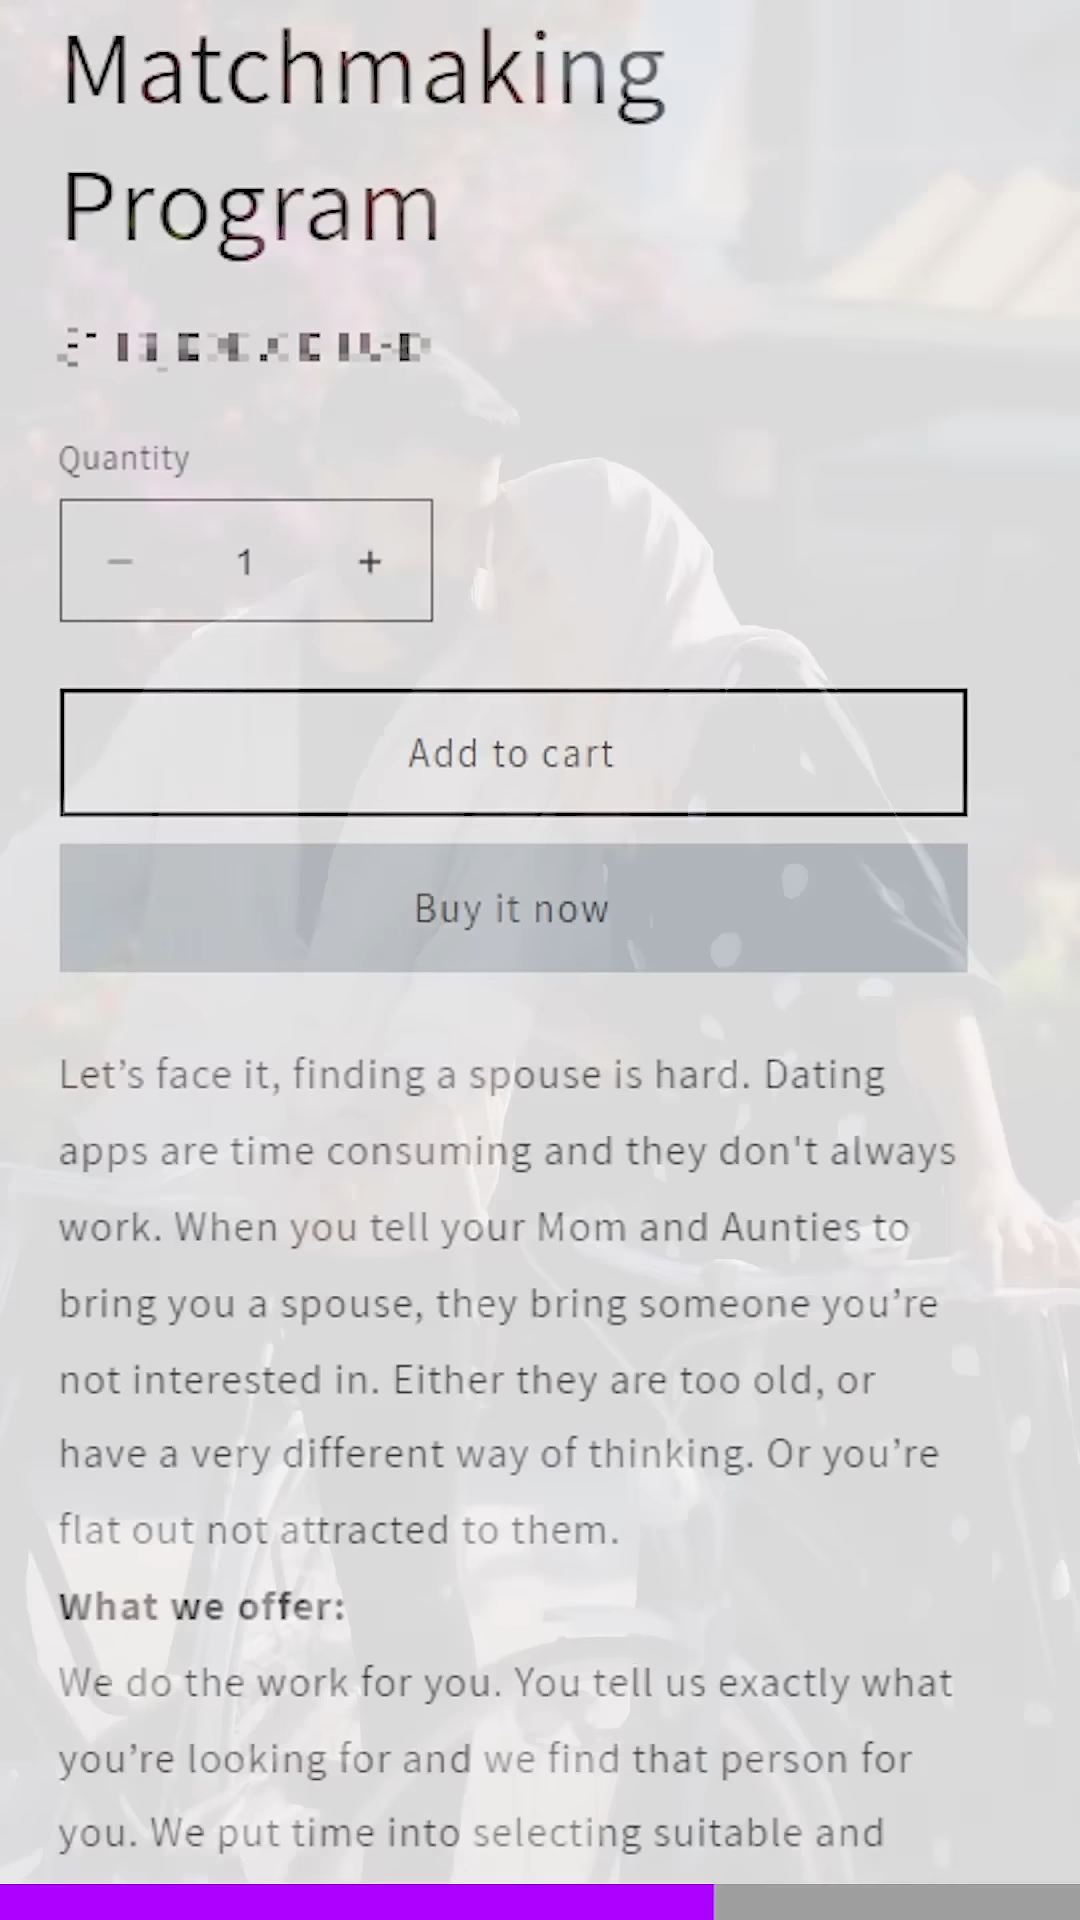 Matchmaking
Program
Quantity
− 1 +
Add to cart
Buy it now
Let’s face it, finding a spouse is hard. Dating
apps are time consuming and they don't always
work. When you tell your Mom and Aunties to
bring you a spouse, they bring someone you’re
not interested in. Either they are too old, or
have a very different way of thinking. Or you’re
flat out not attracted to them.
What we offer:
We do the work for you. You tell us exactly what
you’re looking for and we find that person for
you. We put time into selecting suitable and